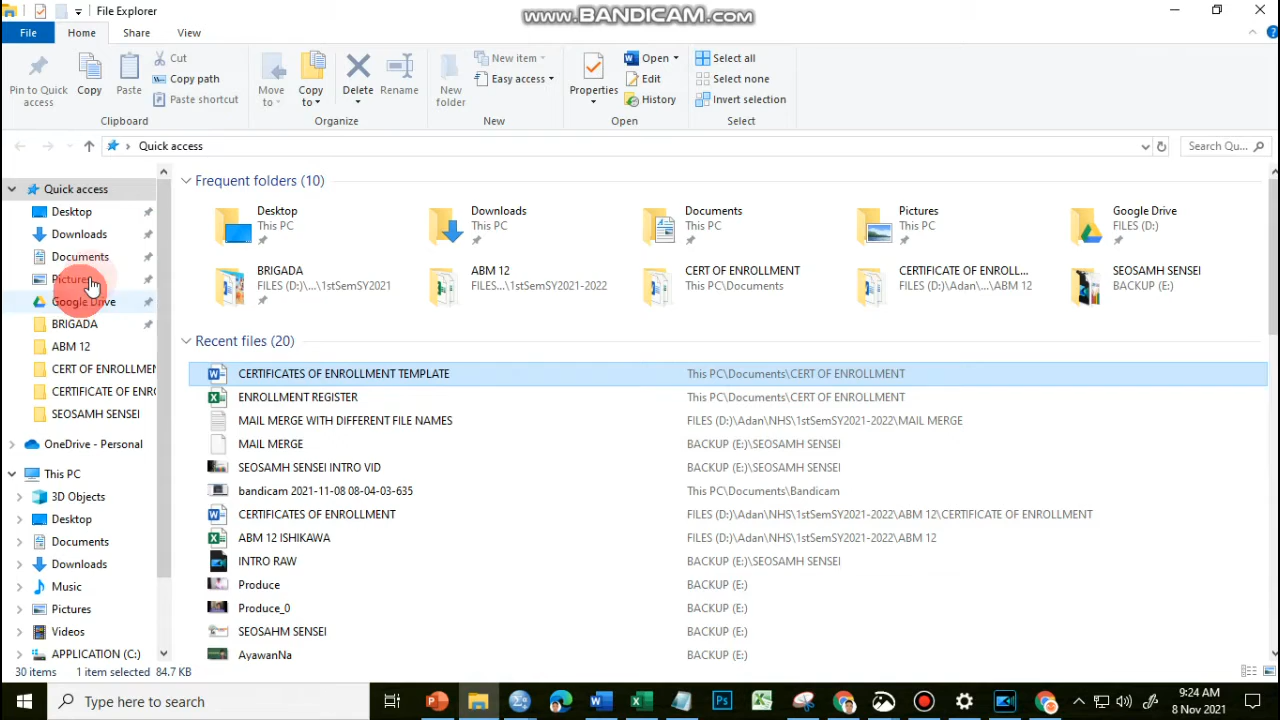 File Explorer
www.BANDICAM.com
File
Home
Share
View
Pin to Quick access
Copy
Paste
Cut
Copy path
Paste shortcut
Clipboard
Move to
Copy to
Delete
Rename
Organize
New folder
New item
Easy access
New
Properties
Open
Edit
History
Open
Select all
Select none
Invert selection
Select
Quick access
Search Qu...
Quick access
Desktop
Downloads
Documents
Pictures
Google Drive
BRIGADA
ABM 12
CERT OF ENROLLMEN
CERTIFICATE OF ENRO
SEOSAMH SENSEI
OneDrive - Personal
This PC
3D Objects
Desktop
Documents
Downloads
Music
Pictures
Videos
APPLICATION (C:)
Frequent folders (10)
Desktop
This PC
Downloads
This PC
Documents
This PC
Pictures
This PC
Google Drive
FILES (D:)
BRIGADA
FILES (D:)\...\1stSemSY2021
ABM 12
FILES (D:)\...\1stSemSY2021-2022
CERT OF ENROLLMENT
This PC\Documents
CERTIFICATE OF ENROLL...
FILES (D:)\Adan\...\ABM 12
SEOSAMH SENSEI
BACKUP (E:)
Recent files (20)
CERTIFICATES OF ENROLLMENT TEMPLATE This PC\Documents\CERT OF ENROLLMENT
ENROLLMENT REGISTER This PC\Documents\CERT OF ENROLLMENT
MAIL MERGE WITH DIFFERENT FILE NAMES FILES (D:)\Adan\NHS\1stSemSY2021-2022\MAIL MERGE
MAIL MERGE BACKUP (E:)\SEOSAMH SENSEI
SEOSAMH SENSEI INTRO VID BACKUP (E:)\SEOSAMH SENSEI
bandicam 2021-11-08 08-04-03-635 This PC\Documents\Bandicam
CERTIFICATES OF ENROLLMENT FILES (D:)\Adan\NHS\1stSemSY2021-2022\ABM 12\CERTIFICATE OF ENROLLMENT
ABM 12 ISHIKAWA FILES (D:)\Adan\NHS\1stSemSY2021-2022\ABM 12
INTRO RAW BACKUP (E:)\SEOSAMH SENSEI
Produce BACKUP (E:)
Produce_0 BACKUP (E:)
SEOSAHM SENSEI BACKUP (E:)
AyawanNa BACKUP (E:)
30 items 1 item selected 84.7 KB
Type here to search
9:24 AM
8 Nov 2021